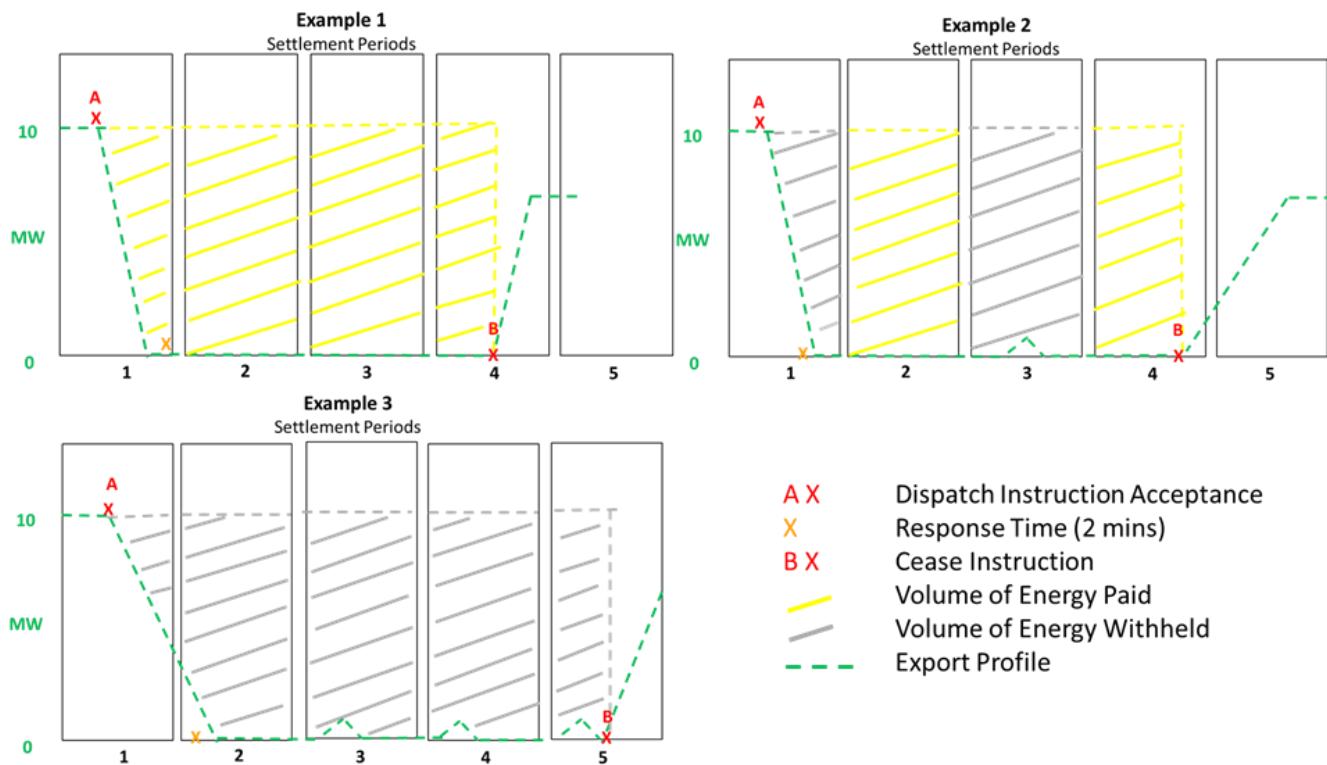 Example 1
Settlement Periods
A
X
10
MW
X
B
X
0
1 2 3 4 5
Example 2
Settlement Periods
A
X
10
MW
X
B
X
0
1 2 3 4 5
Example 3
Settlement Periods
A
X
10
MW
X
B
X
0
1 2 3 4 5
A X Dispatch Instruction Acceptance
X Response Time (2 mins)
B X Cease Instruction
Volume of Energy Paid
Volume of Energy Withheld
Export Profile